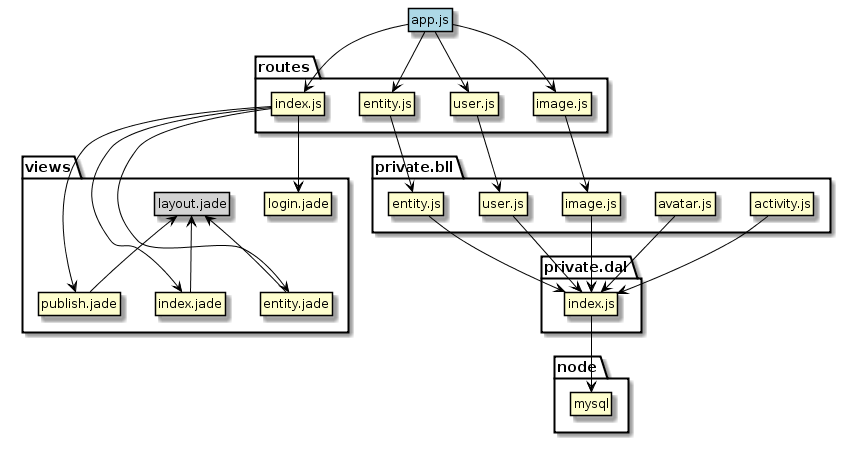 app.js
routes
index.js
entity.js
user.js
image.js
views
private.bll
layout.jade
login.jade
entity.js
user.js
image.js
avatar.js
activity.js
private.dal
publish.jade
index.jade
entity.jade
index.js
node
mysql